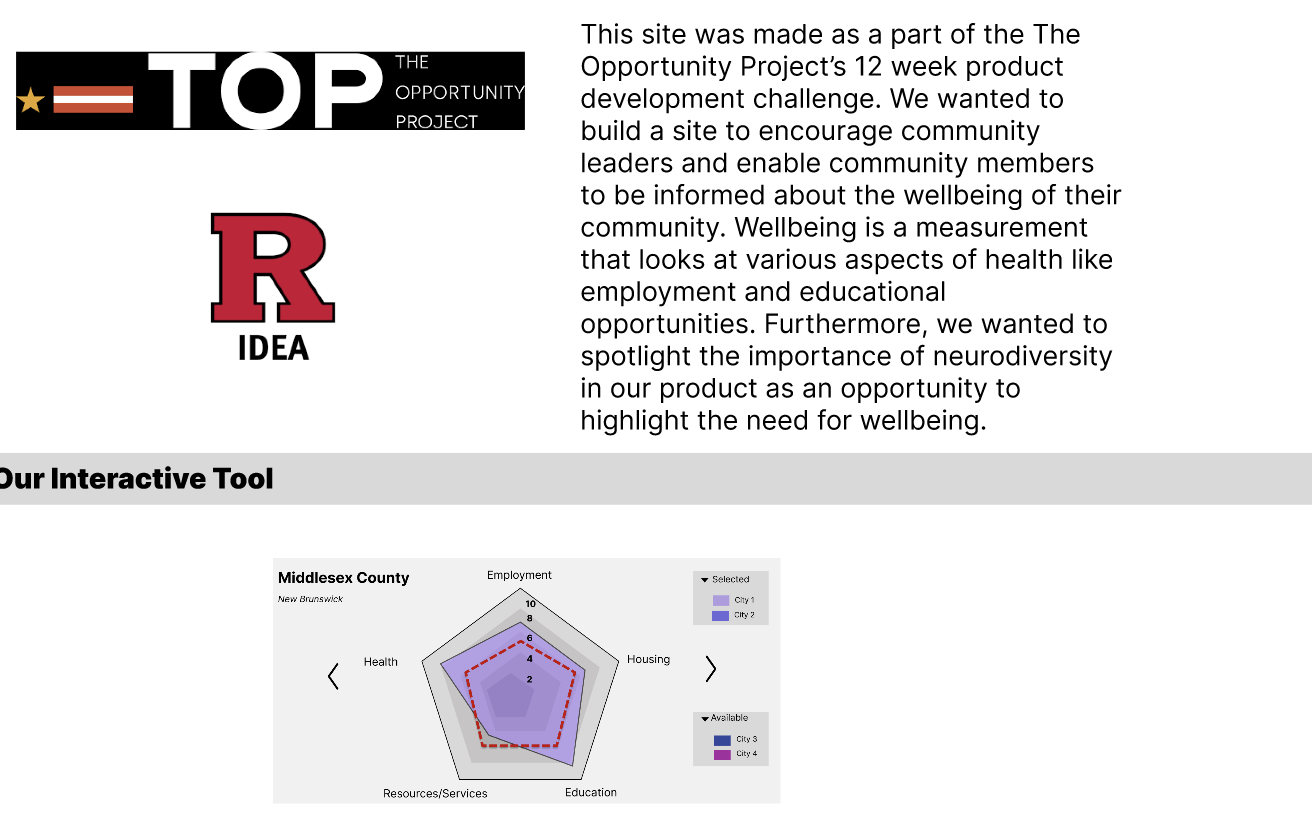 TOP
THE
OPPORTUNITY
PROJECT
R
IDEA
This site was made as a part of the The
Opportunity Project’s 12 week product
development challenge. We wanted to
build a site to encourage community
leaders and enable community members
to be informed about the wellbeing of their
community. Wellbeing is a measurement
that looks at various aspects of health like
employment and educational
opportunities. Furthermore, we wanted to
spotlight the importance of neurodiversity
in our product as an opportunity to
highlight the need for wellbeing.
Our Interactive Tool
Middlesex County
New Brunswick
Employment
Housing
Education
Resources/Services
Health
10
8
6
4
2
Selected
City 1
City 2
Available
City 3
City 4